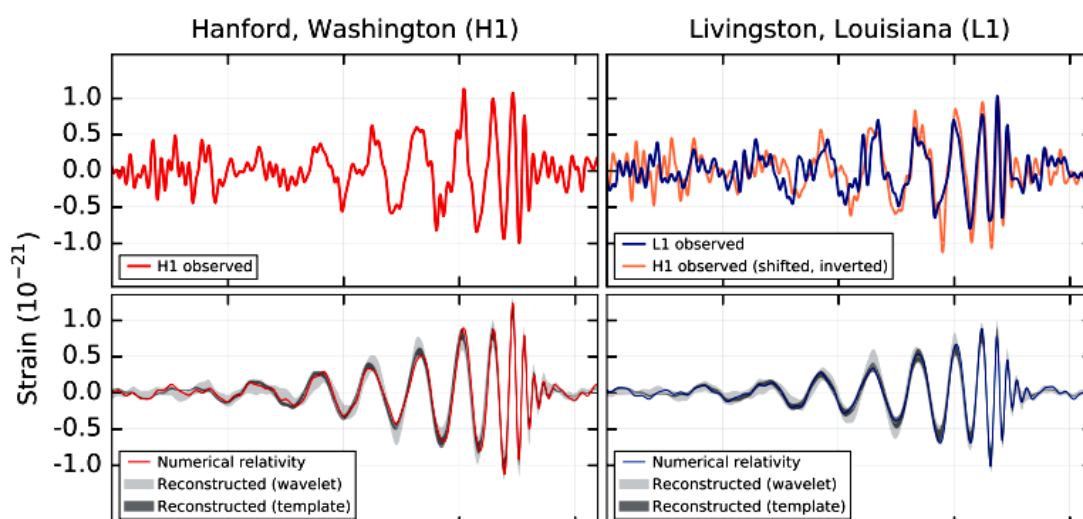 Hanford, Washington (H1)
Livingston, Louisiana (L1)
1.0
0.5
0.0
-0.5
-1.0
H1 observed
L1 observed
H1 observed (shifted, inverted)
Strain (10⁻²¹)
1.0
0.5
0.0
-0.5
-1.0
Numerical relativity
Reconstructed (wavelet)
Reconstructed (template)
Numerical relativity
Reconstructed (wavelet)
Reconstructed (template)